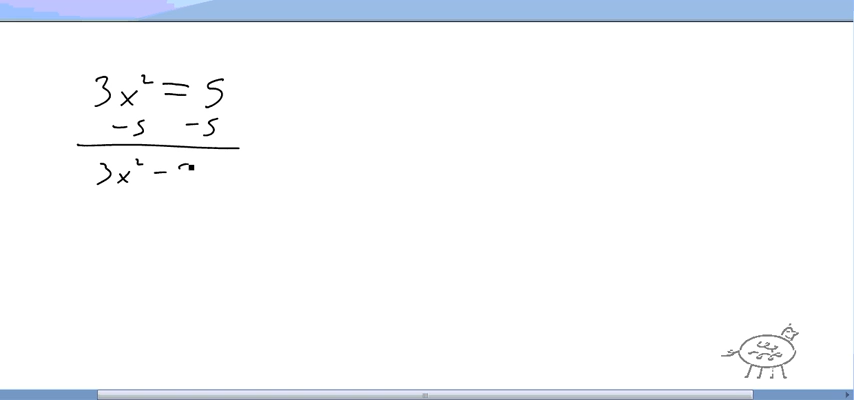 3x² = 5
-5 -5
3x² -